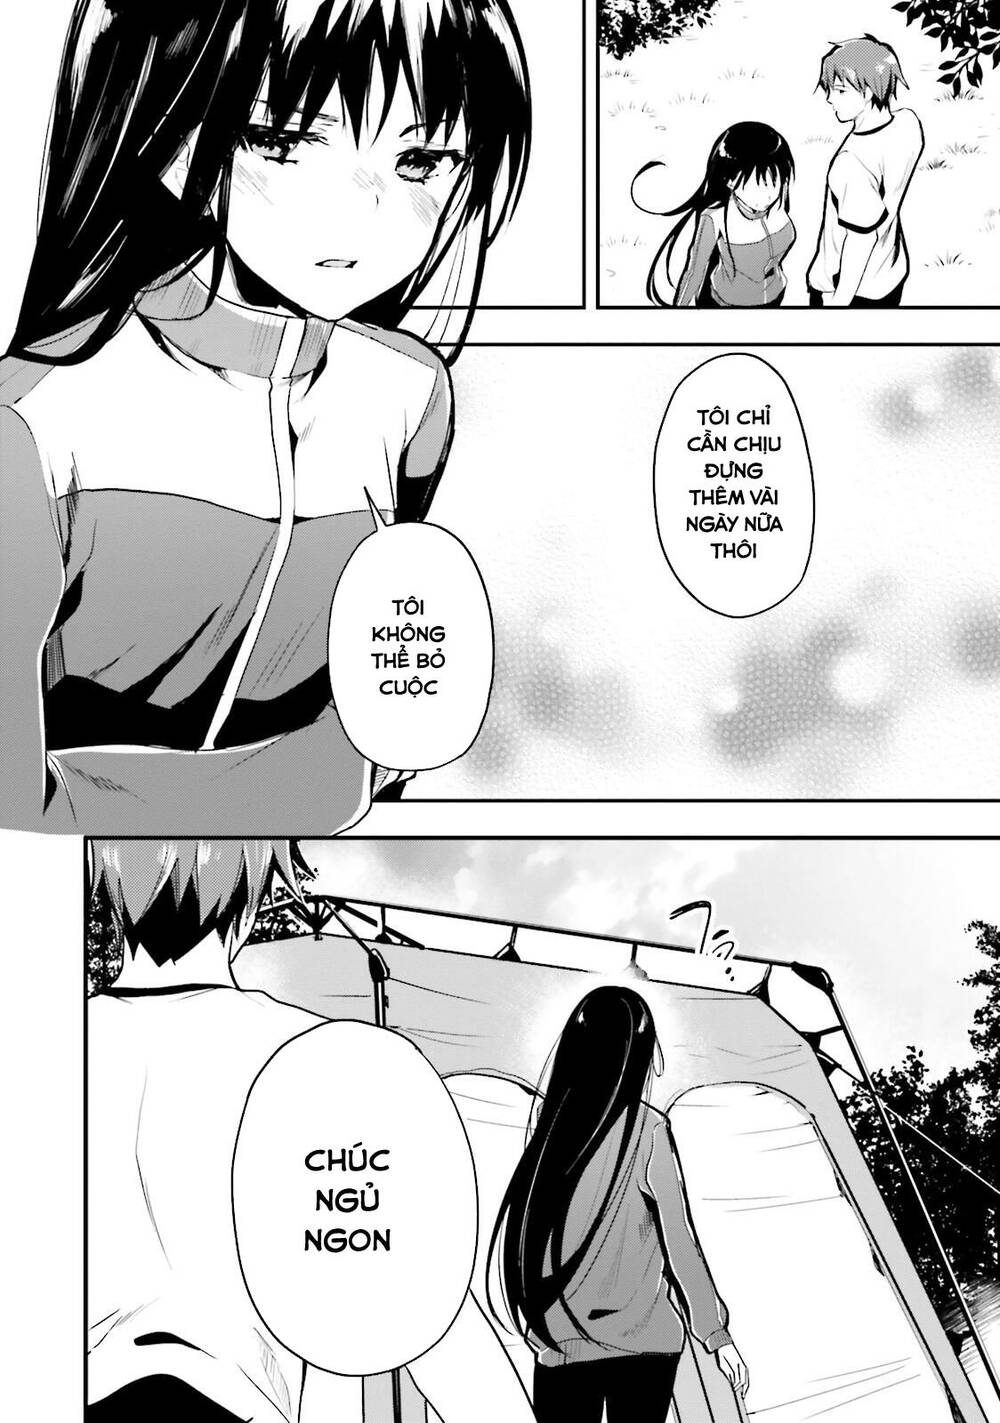 TÔI CHỈ
CẦN CHỊU
ĐỰNG
THÊM VÀI
NGÀY NỮA
THÔI
TÔI
KHÔNG
THỂ BỎ
CUỘC
CHÚC
NGỦ
NGON